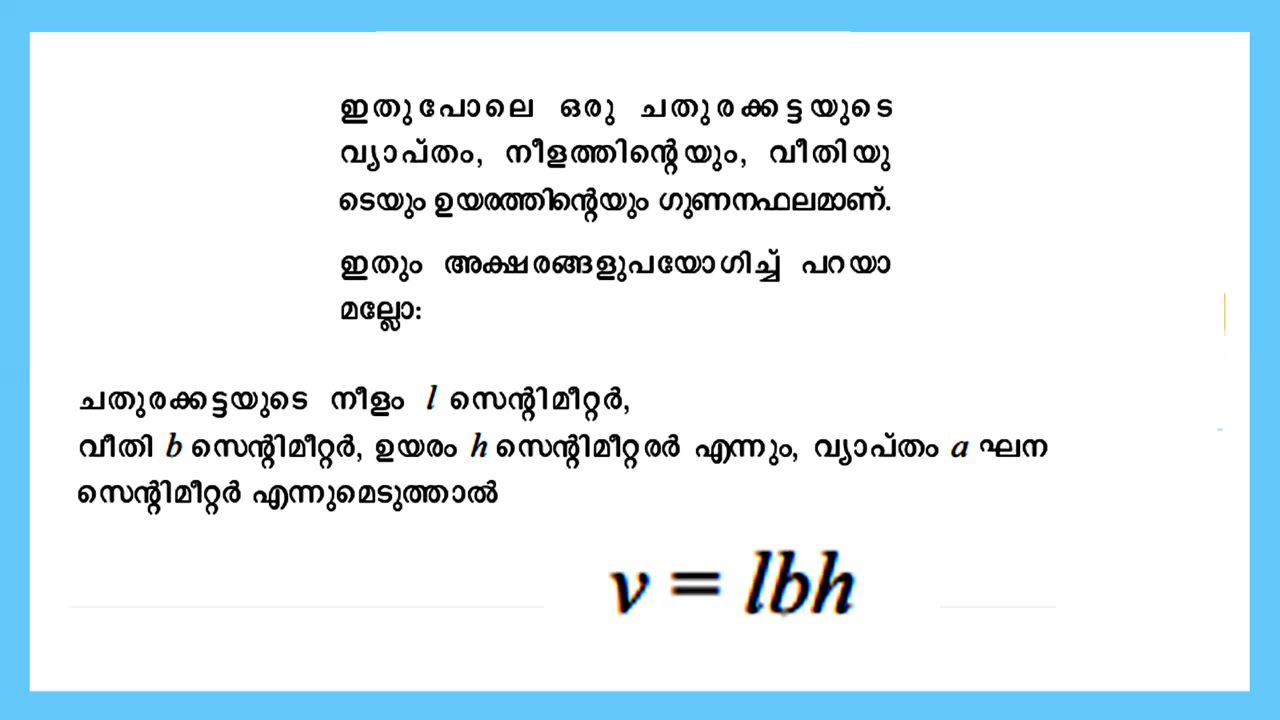 ഇതുപോലെ ഒരു ചതുരക്കട്ടയുടെ
വ്യാപ്തം, നീളത്തിന്റെയും, വീതിയു
ടെയും ഉയരത്തിന്റെയും ഗുണനഫലമാണ്.
ഇതും അക്ഷരങ്ങളുപയോഗിച്ച് പറയാ
മല്ലോ:
ചതുരക്കട്ടയുടെ നീളം l സെന്റിമീറ്റർ,
വീതി b സെന്റിമീറ്റർ, ഉയരം h സെന്റിമീറ്ററർ എന്നും, വ്യാപ്തം a ഘന
സെന്റിമീറ്റർ എന്നുമെടുത്താൽ
v = lbh